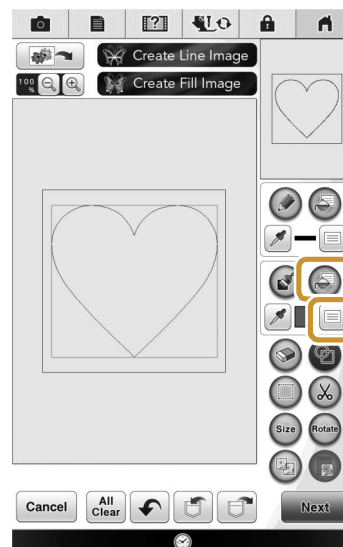 ?
Create Line Image
100
%
Create Fill Image
Size
Rotate
Cancel
All
Clear
Next